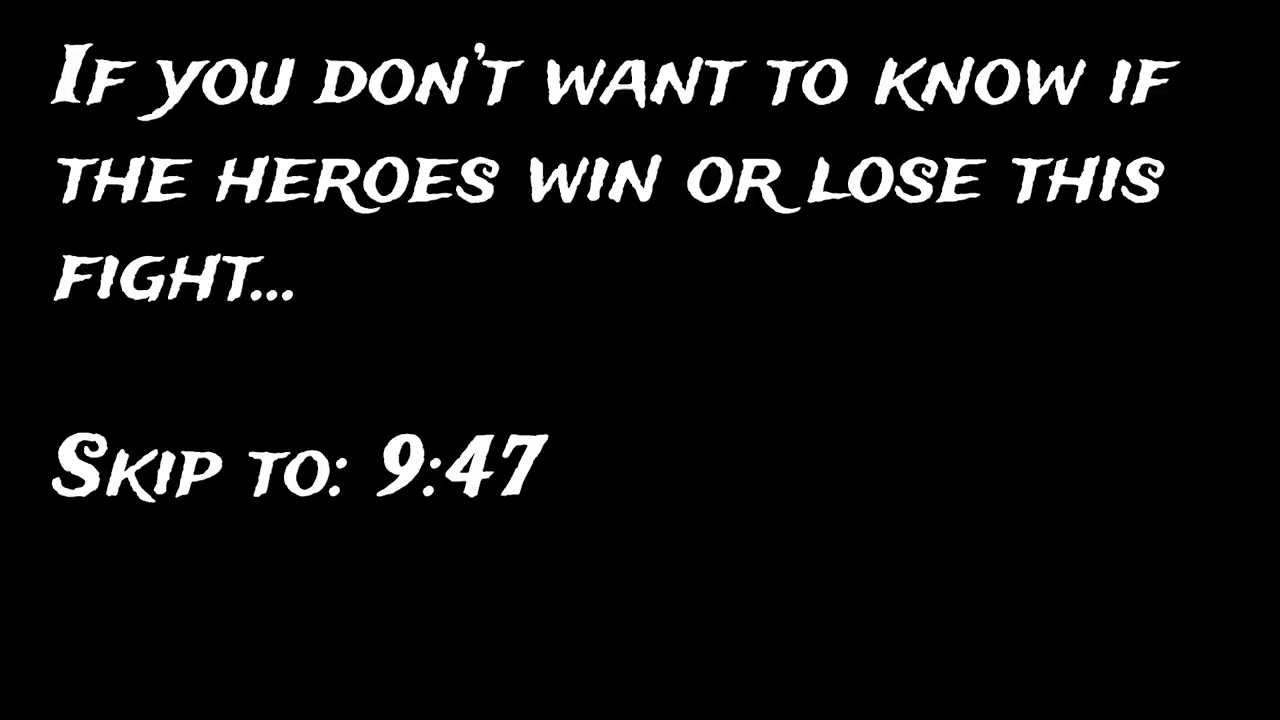 If you don't want to know if
the heroes win or lose this
fight...
Skip to: 9:47